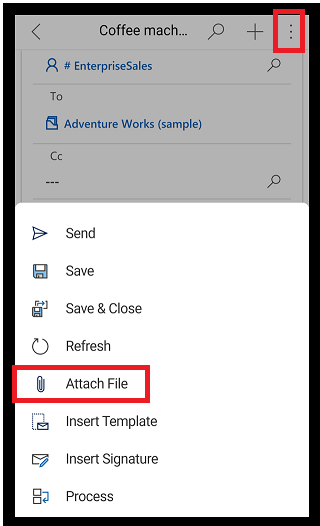 Coffee mach...
# EnterpriseSales
To
Adventure Works (sample)
Cc
---
Send
Save
Save & Close
Refresh
Attach File
Insert Template
Insert Signature
Process